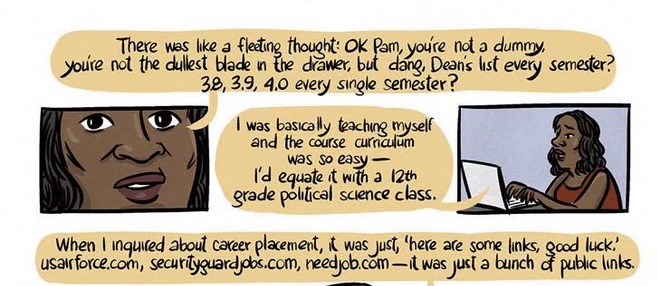 There was like a fleeting thought: OK Pam, you're not a dummy,
you're not the dullest blade in the drawer, but dang, Dean's list every semester?
3.8, 3.9, 4.0 every single semester?
I was basically teaching myself
and the course curriculum
was so easy —
I'd equate it with a 12th
grade political science class.
When I inquired about career placement, it was just, 'here are some links, good luck.'
usairforce.com, securityguardjobs.com, needjob.com — it was just a bunch of public links.